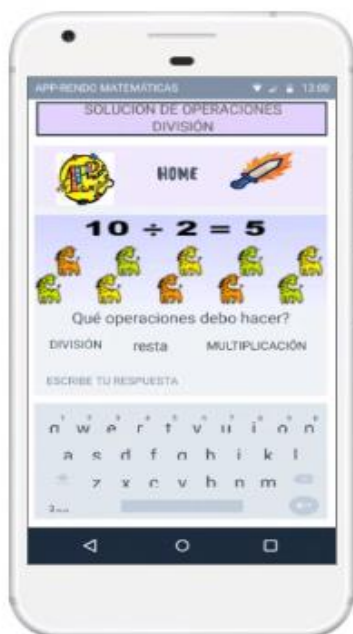 APP-RENDO MATEMÁTICAS 13:09
SOLUCIÓN DE OPERACIONES
DIVISIÓN
HOME
10 ÷ 2 = 5
Qué operaciones debo hacer?
DIVISIÓN resta MULTIPLICACIÓN
ESCRIBE TU RESPUESTA
q w e r t y u i o p
a s d f g h j k l
z x c v b n m